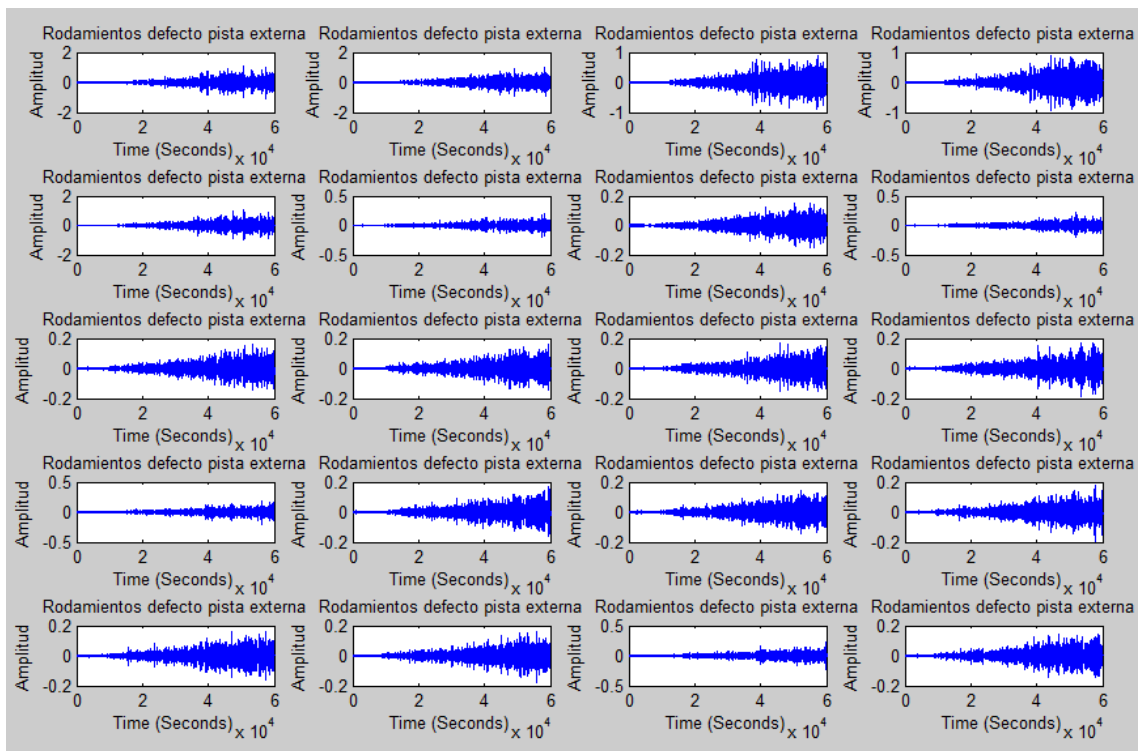 Rodamientos defecto pista externa Rodamientos defecto pista externa Rodamientos defecto pista externa Rodamientos defecto pista externa
2 2 1 1
Amplitud 0 Amplitud 0 Amplitud 0 Amplitud 0
-2 -2 -1 -1
0 2 4 6 0 2 4 6 0 2 4 6 0 2 4 6
Time (Seconds) x 10^4 Time (Seconds) x 10^4 Time (Seconds) x 10^4 Time (Seconds) x 10^4
Rodamientos defecto pista externa Rodamientos defecto pista externa Rodamientos defecto pista externa Rodamientos defecto pista externa
2 0.5 0.2 0.5
Amplitud 0 Amplitud 0 Amplitud 0 Amplitud 0
-2 -0.5 -0.2 -0.5
0 2 4 6 0 2 4 6 0 2 4 6 0 2 4 6
Time (Seconds) x 10^4 Time (Seconds) x 10^4 Time (Seconds) x 10^4 Time (Seconds) x 10^4
Rodamientos defecto pista externa Rodamientos defecto pista externa Rodamientos defecto pista externa Rodamientos defecto pista externa
0.2 0.2 0.2 0.2
Amplitud 0 Amplitud 0 Amplitud 0 Amplitud 0
-0.2 -0.2 -0.2 -0.2
0 2 4 6 0 2 4 6 0 2 4 6 0 2 4 6
Time (Seconds) x 10^4 Time (Seconds) x 10^4 Time (Seconds) x 10^4 Time (Seconds) x 10^4
Rodamientos defecto pista externa Rodamientos defecto pista externa Rodamientos defecto pista externa Rodamientos defecto pista externa
0.5 0.2 0.2 0.2
Amplitud 0 Amplitud 0 Amplitud 0 Amplitud 0
-0.5 -0.2 -0.2 -0.2
0 2 4 6 0 2 4 6 0 2 4 6 0 2 4 6
Time (Seconds) x 10^4 Time (Seconds) x 10^4 Time (Seconds) x 10^4 Time (Seconds) x 10^4
Rodamientos defecto pista externa Rodamientos defecto pista externa Rodamientos defecto pista externa Rodamientos defecto pista externa
0.2 0.2 0.5 0.2
Amplitud 0 Amplitud 0 Amplitud 0 Amplitud 0
-0.2 -0.2 -0.5 -0.2
0 2 4 6 0 2 4 6 0 2 4 6 0 2 4 6
Time (Seconds) x 10^4 Time (Seconds) x 10^4 Time (Seconds) x 10^4 Time (Seconds) x 10^4